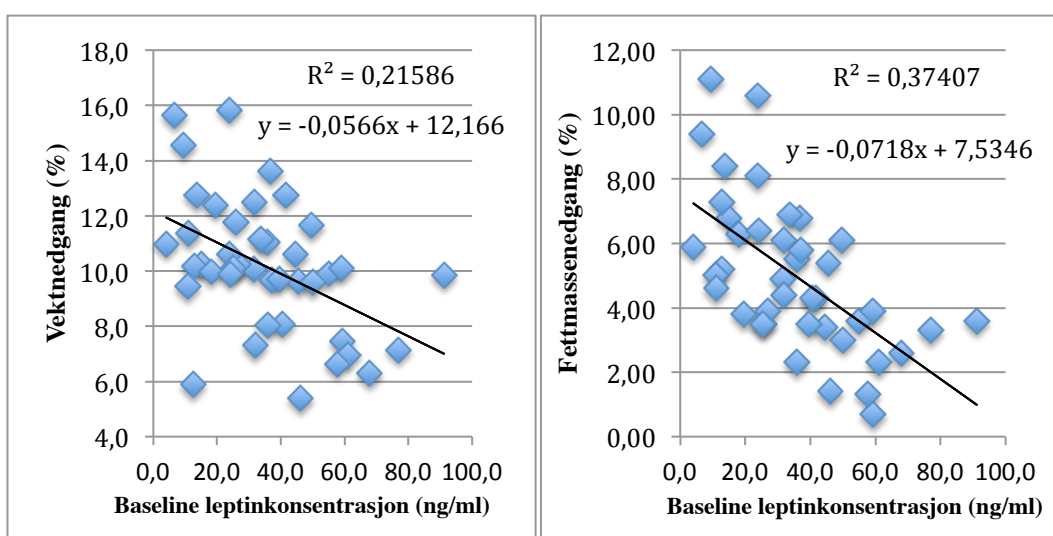 18,0
16,0
14,0
12,0
10,0
8,0
6,0
4,0
0,0 20,0 40,0 60,0 80,0 100,0
Vektnedgang (%)
Baseline leptinkonsentrasjon (ng/ml)
R² = 0,21586
y = -0,0566x + 12,166
12,00
10,00
8,00
6,00
4,00
2,00
0,00
0,0 20,0 40,0 60,0 80,0 100,0
Fettmassenedgang (%)
Baseline leptinkonsentrasjon (ng/ml)
R² = 0,37407
y = -0,0718x + 7,5346